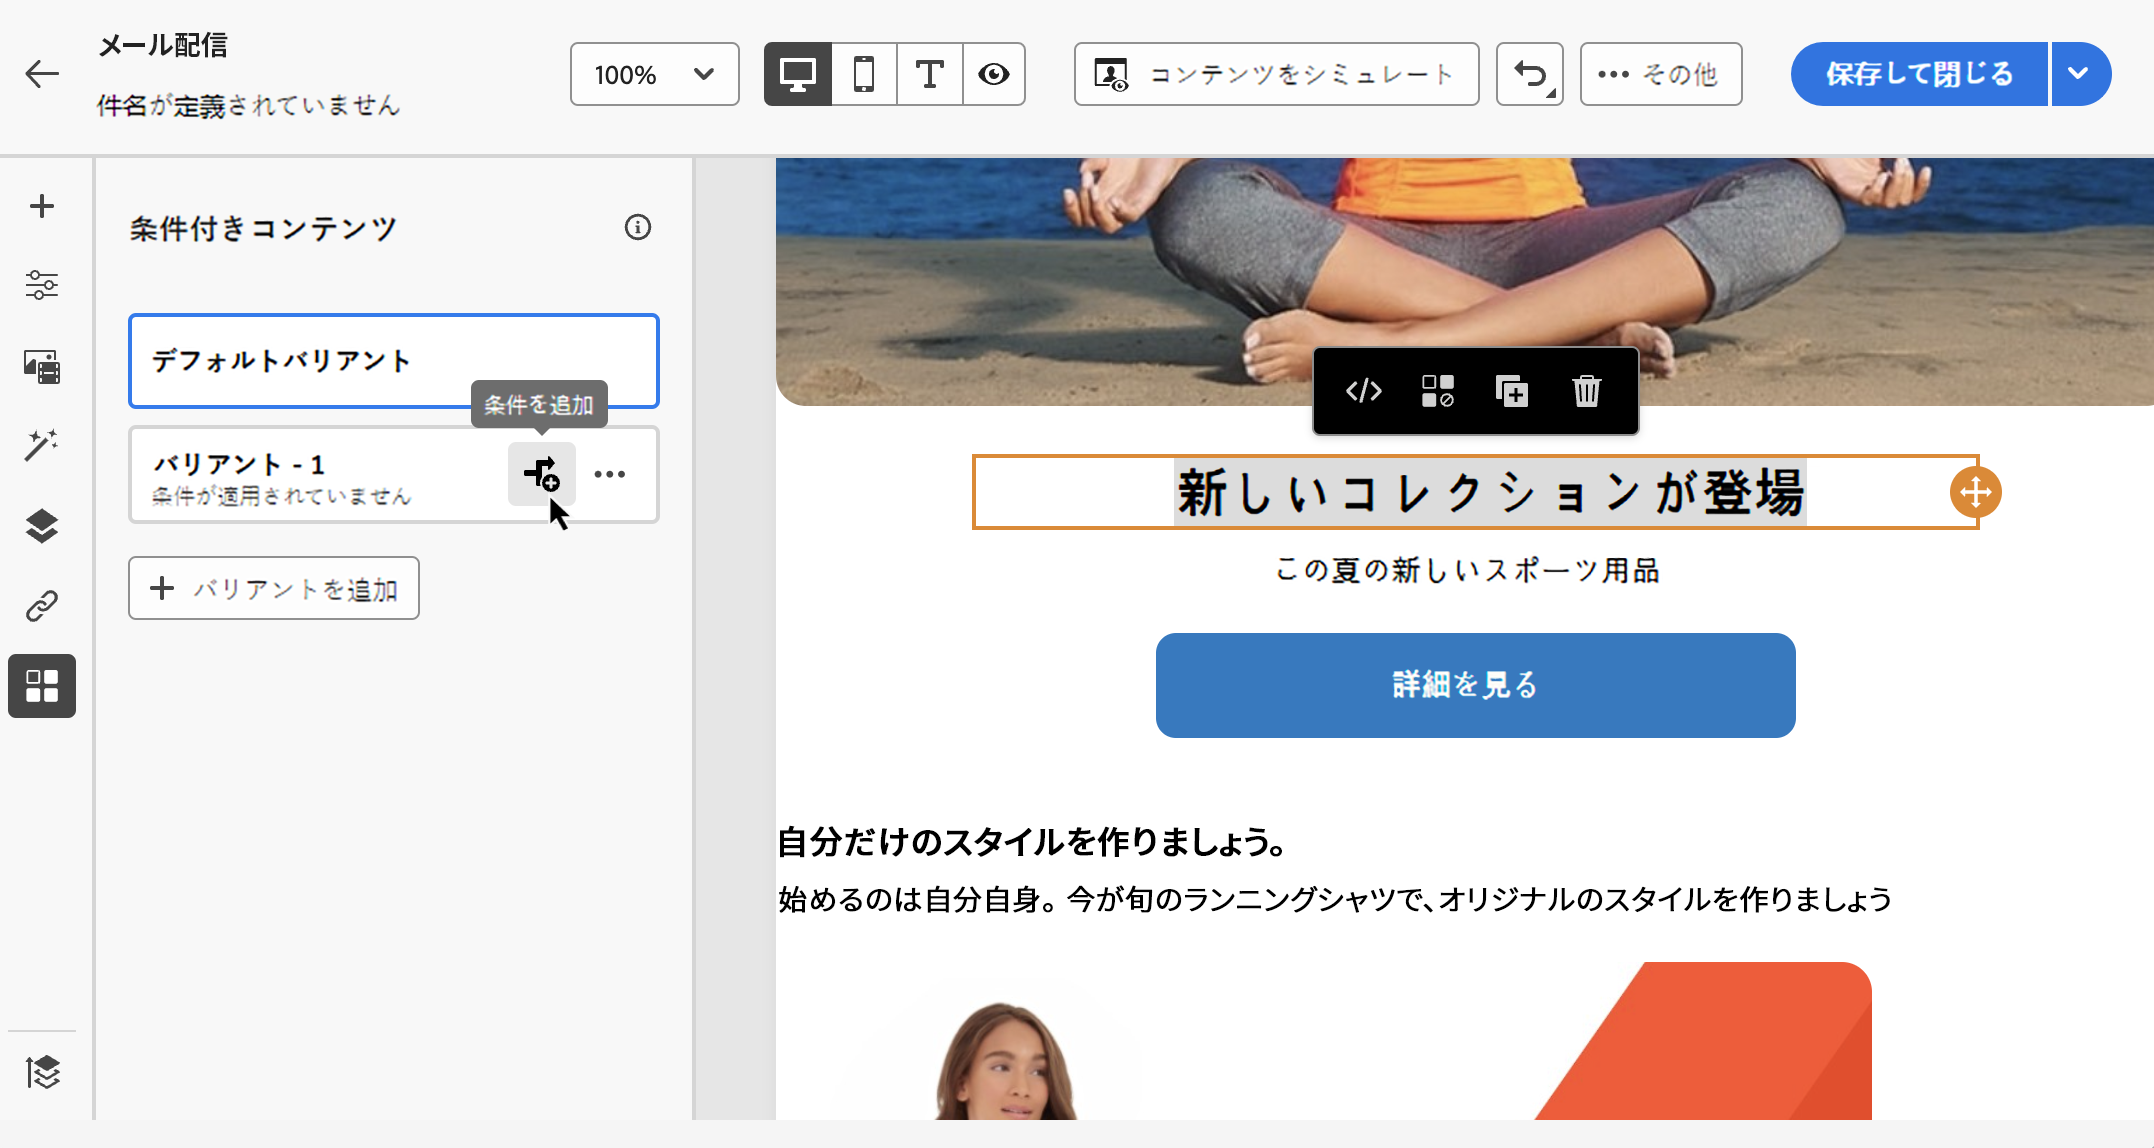 メール配信
件名が定義されていません
100%
コンテンツをシミュレート
その他
保存して閉じる
条件付きコンテンツ
デフォルトバリアント
条件を追加
バリアント - 1
条件が適用されていません
バリアントを追加
新しいコレクションが登場
この夏の新しいスポーツ用品
詳細を見る
自分だけのスタイルを作りましょう。
始めるのは自分自身。今が旬のランニングシャツで、オリジナルのスタイルを作りましょう